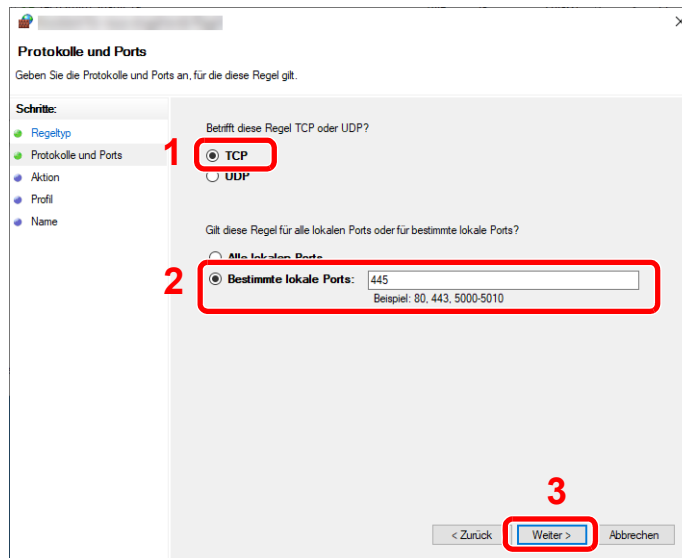 Protokolle und Ports
Geben Sie die Protokolle und Ports an, für die diese Regel gilt.
Schritte:
Regeltyp
Protokolle und Ports
Aktion
Profil
Name
Betrifft diese Regel TCP oder UDP?
1
TCP
UDP
Gilt diese Regel für alle lokalen Ports oder für bestimmte lokale Ports?
Alle lokalen Ports
2
Bestimmte lokale Ports: 445
Beispiel: 80, 443, 5000-5010
3
< Zurück Weiter > Abbrechen